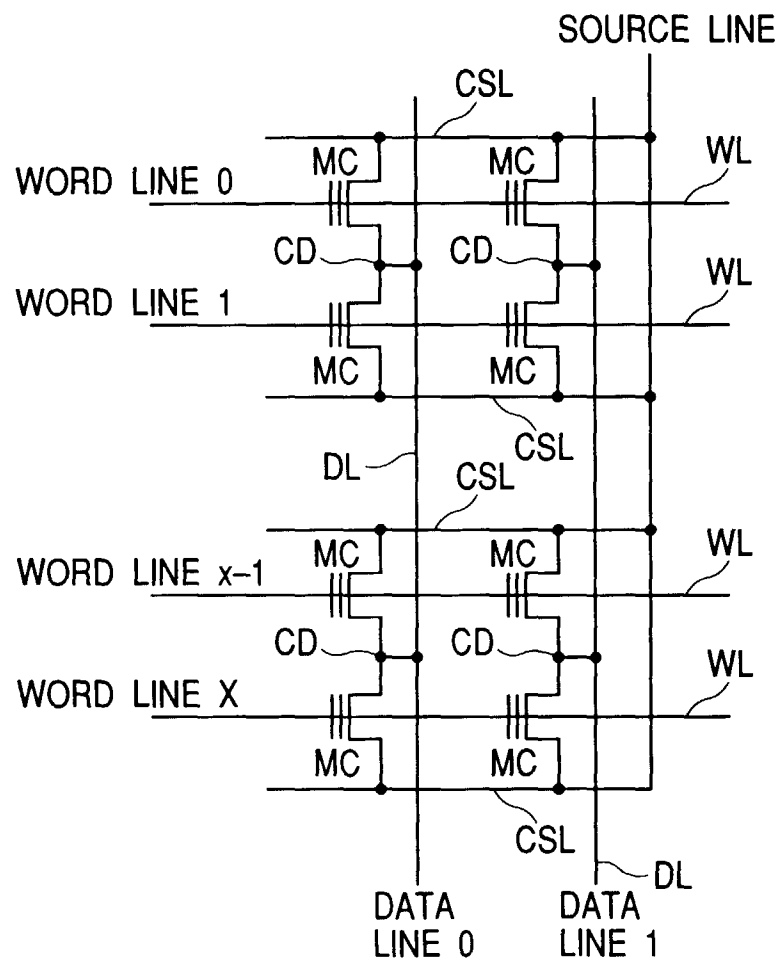 SOURCE LINE
CSL
MC
MC
WL
WORD LINE 0
CD
CD
WL
WORD LINE 1
MC
MC
CSL
DL
CSL
MC
MC
WL
WORD LINE x-1
CD
CD
WL
WORD LINE X
MC
MC
CSL
DL
DATA
LINE 0
DATA
LINE 1